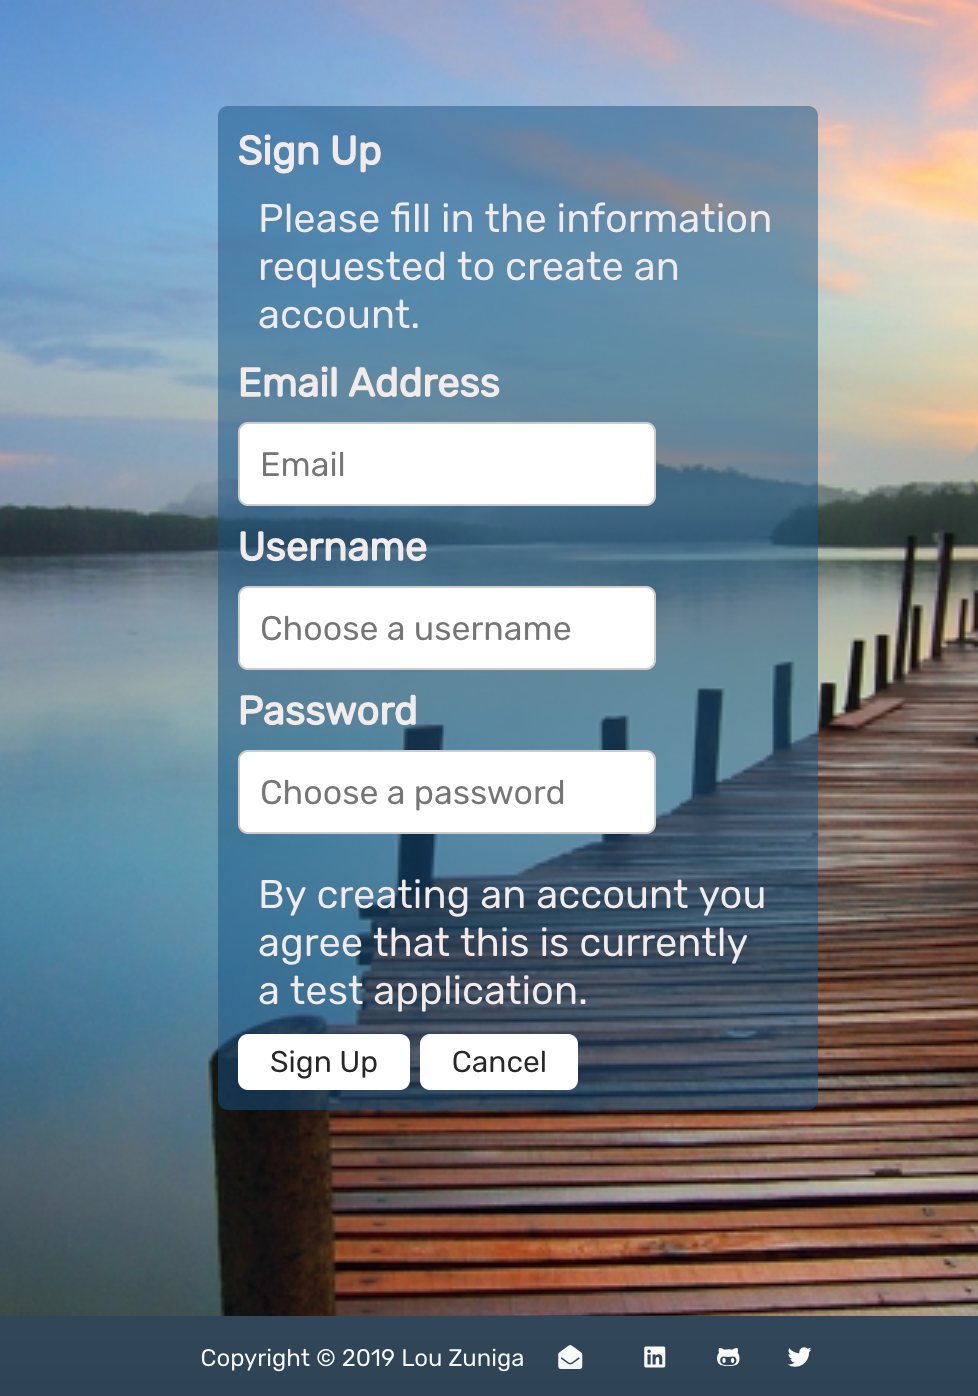 Sign Up
Please fill in the information
requested to create an
account.
Email Address
Email
Username
Choose a username
Password
Choose a password
By creating an account you
agree that this is currently
a test application.
Sign Up Cancel
Copyright © 2019 Lou Zuniga